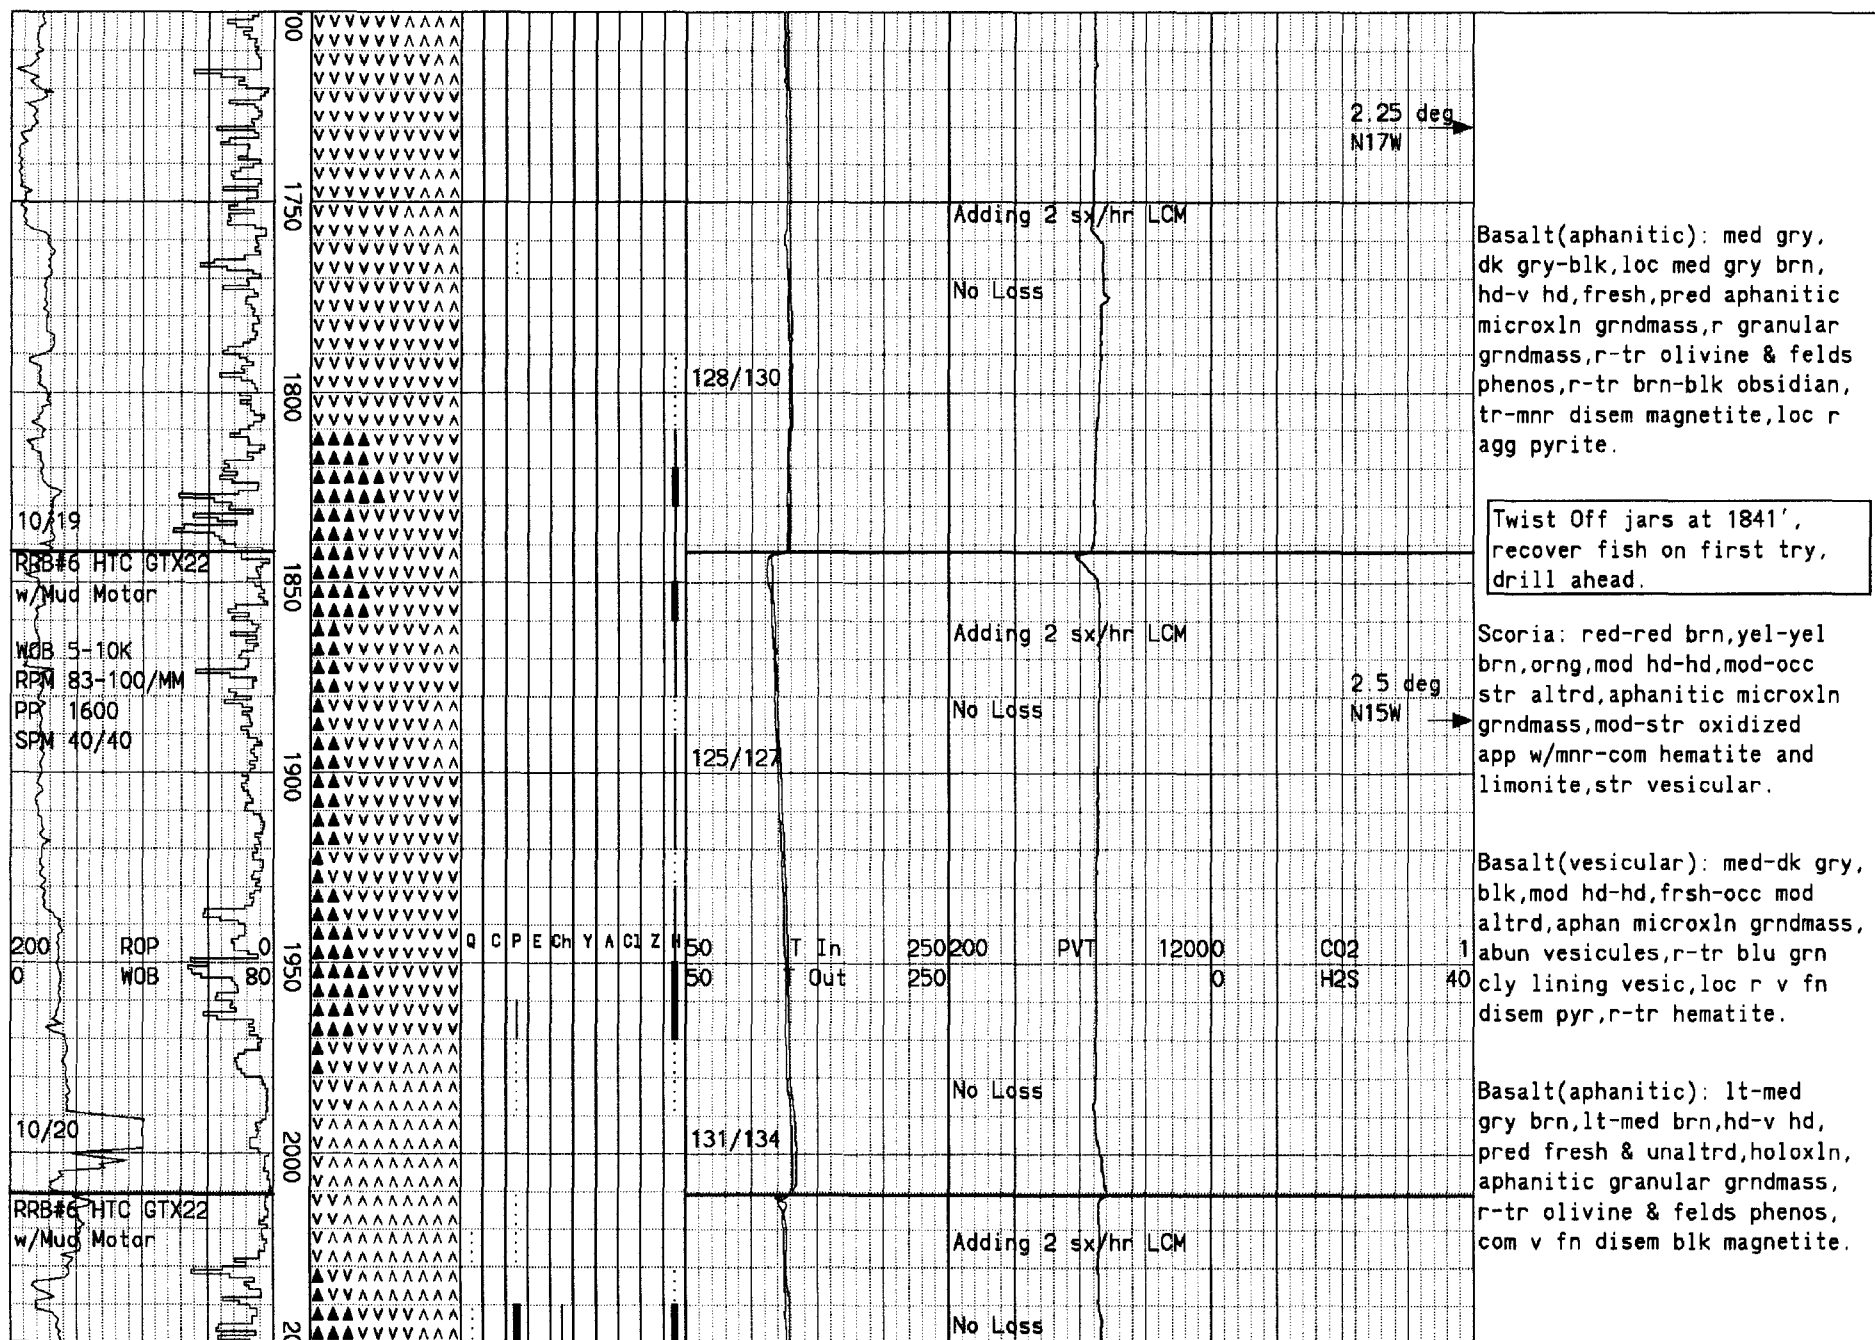 00
2.25 deg
N17W
1750
Adding 2 sx/hr LCM
Basalt(aphanitic): med gry,
dk gry-blk,loc med gry brn,
hd-v hd,fresh,pred aphanitic
microxln grndmass,r granular
grndmass,r-tr olivine & felds
phenos,r-tr brn-blk obsidian,
tr-mnr disem magnetite,loc r
agg pyrite.
No Loss
128/130
1800
10/19
Twist Off jars at 1841',
recover fish on first try,
drill ahead.
RRB#6 HTC GTX22
w/Mud Motor
1850
WOB 5-10K
RPM 83-100/MM
PP 1600
SPM 40/40
Adding 2 sx/hr LCM
Scoria: red-red brn,yel-yel
brn,orng,mod hd-hd,mod-occ
str altrd,aphanitic microxln
grndmass,mod-str oxidized
app w/mnr-com hematite and
limonite,str vesicular.
2.5 deg
N15W
No Loss
125/127
1900
Basalt(vesicular): med-dk gry,
blk,mod hd-hd,frsh-occ mod
altrd,aphan microxln grndmass,
abun vesicules,r-tr blu grn
cly lining vesic,loc r v fn
disem pyr,r-tr hematite.
200 ROP 0
0 WOB 80
1950
Q C P E Ch Y A Cl Z H
50 T In 250
50 T Out 250
200 PVT 1200
0 CO2 1
0 H2S 40
No Loss
Basalt(aphanitic): lt-med
gry brn,lt-med brn,hd-v hd,
pred fresh & unaltrd,holoxln,
aphanitic granular grndmass,
r-tr olivine & felds phenos,
com v fn disem blk magnetite.
10/20
131/134
2000
RRB#6 HTC GTX22
w/Mud Motor
Adding 2 sx/hr LCM
No Loss
20